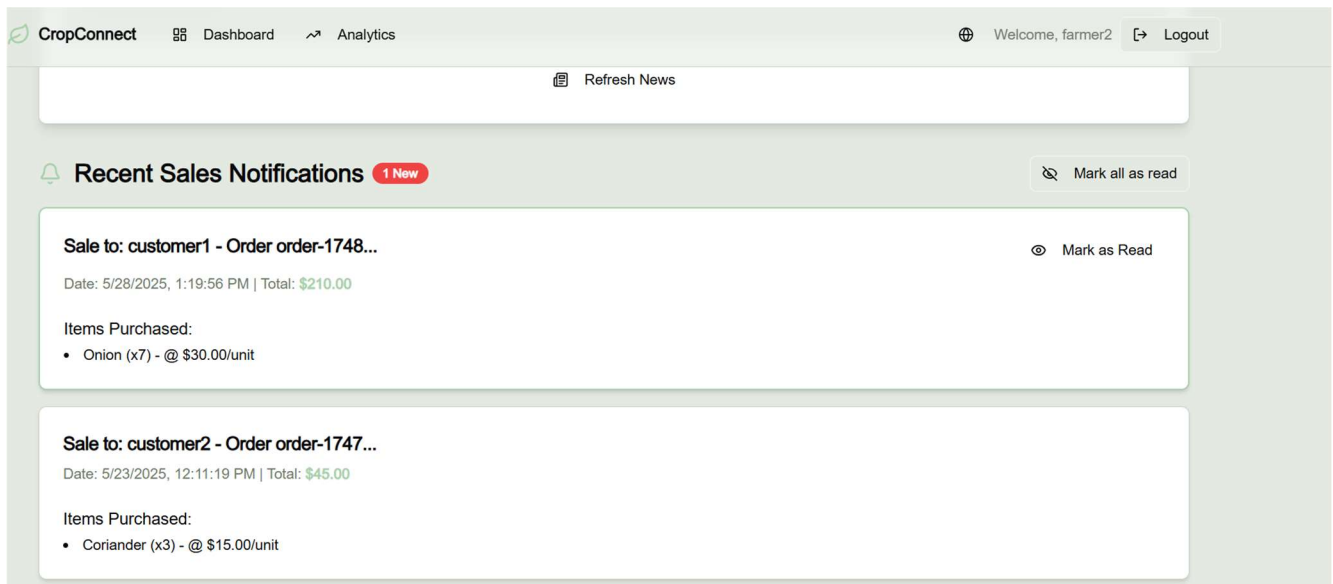 CropConnect Dashboard Analytics Welcome, farmer2 Logout
Refresh News
Recent Sales Notifications 1 New Mark all as read
Sale to: customer1 - Order order-1748... Mark as Read
Date: 5/28/2025, 1:19:56 PM | Total: $210.00
Items Purchased:
• Onion (x7) - @ $30.00/unit
Sale to: customer2 - Order order-1747...
Date: 5/23/2025, 12:11:19 PM | Total: $45.00
Items Purchased:
• Coriander (x3) - @ $15.00/unit